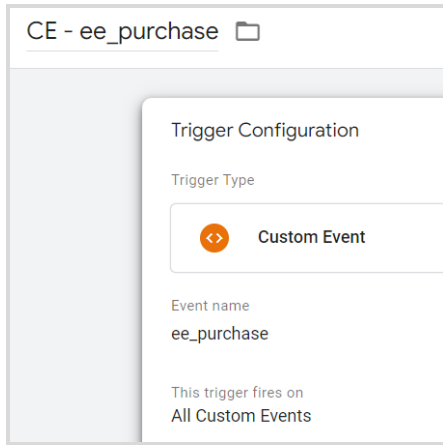 CE - ee_purchase
Trigger Configuration
Trigger Type
Custom Event
Event name
ee_purchase
This trigger fires on
All Custom Events